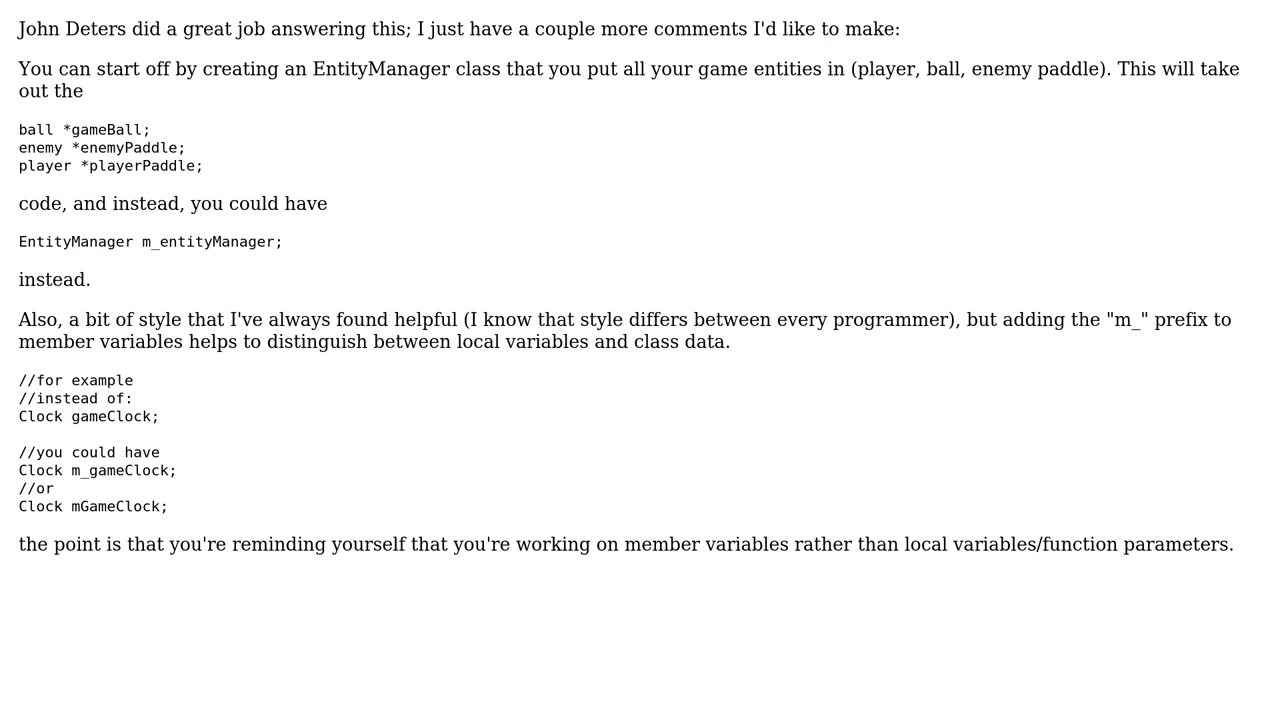 John Deters did a great job answering this; I just have a couple more comments I'd like to make:
You can start off by creating an EntityManager class that you put all your game entities in (player, ball, enemy paddle). This will take
out the
ball *gameBall;
enemy *enemyPaddle;
player *playerPaddle;
code, and instead, you could have
EntityManager m_entityManager;
instead.
Also, a bit of style that I've always found helpful (I know that style differs between every programmer), but adding the "m_" prefix to
member variables helps to distinguish between local variables and class data.
//for example
//instead of:
Clock gameClock;
//you could have
Clock m_gameClock;
//or
Clock mGameClock;
the point is that you're reminding yourself that you're working on member variables rather than local variables/function parameters.